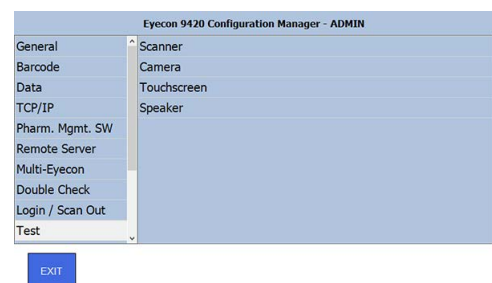 Eyecon 9420 Configuration Manager - ADMIN
General
Barcode
Data
TCP/IP
Pharm. Mgmt. SW
Remote Server
Multi-Eyecon
Double Check
Login / Scan Out
Test
Scanner
Camera
Touchscreen
Speaker
EXIT